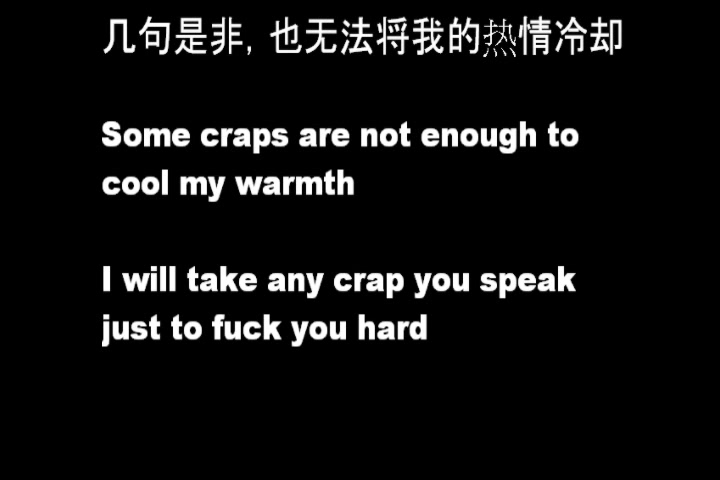 几句是非，也无法将我的热情冷却
Some craps are not enough to
cool my warmth
I will take any crap you speak
just to fuck you hard